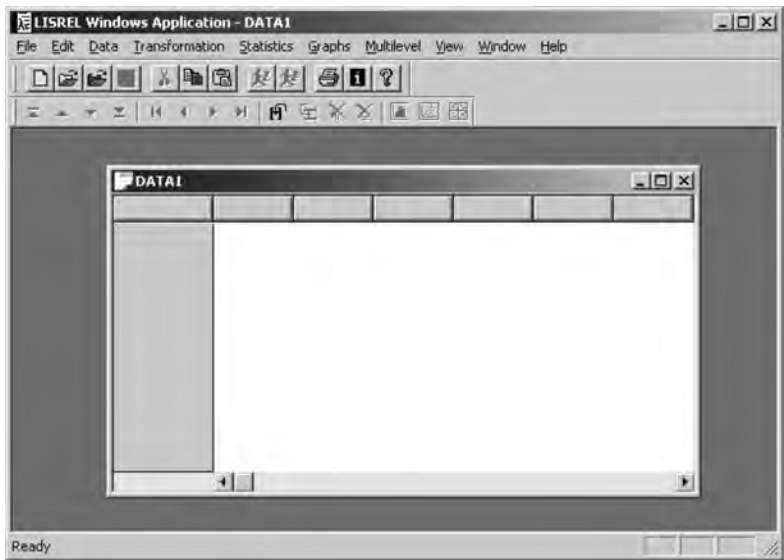 LISREL Windows Application - DATA1
File Edit Data Transformation Statistics Graphs Multilevel View Window Help
DATA1
Ready